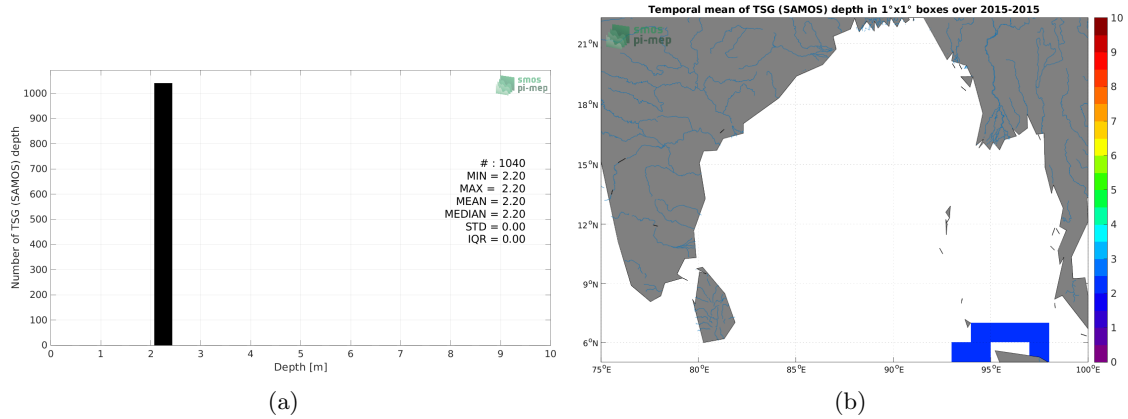 1000
900
800
700
600
500
400
300
200
100
0
Number of TSG (SAMOS) depth
smos
pi-mep
# : 1040
MIN = 2.20
MAX = 2.20
MEAN = 2.20
MEDIAN = 2.20
STD = 0.00
IQR = 0.00
0 1 2 3 4 5 6 7 8 9 10
Depth [m]
(a)
Temporal mean of TSG (SAMOS) depth in 1°x1° boxes over 2015-2015
smos
pi-mep
21°N
18°N
15°N
12°N
9°N
6°N
75°E 80°E 85°E 90°E 95°E 100°E
10
9
8
7
6
5
4
3
2
1
0
(b)